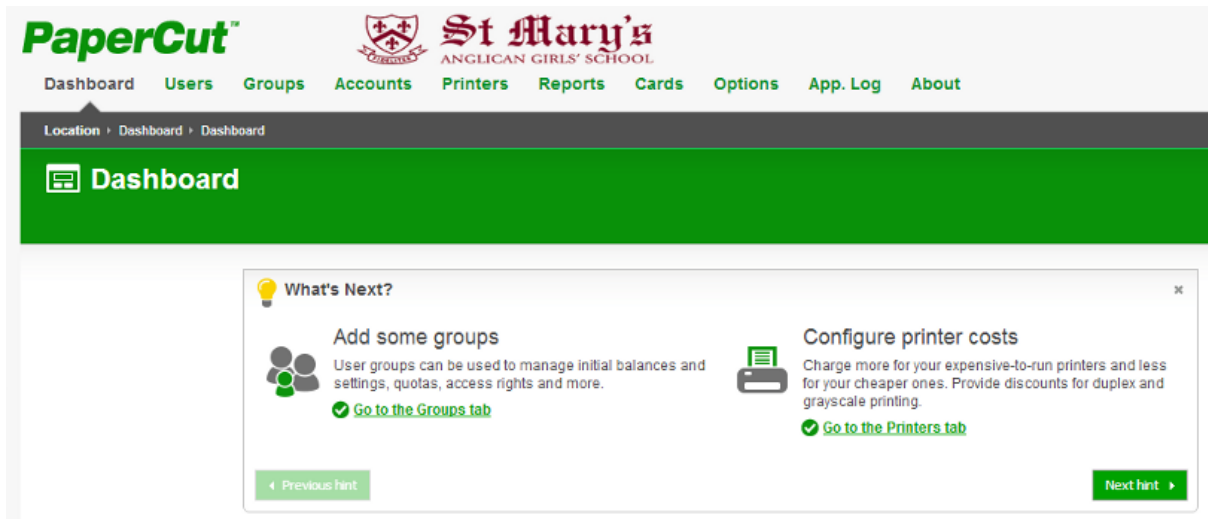 PaperCut™
St Mary's
ANGLICAN GIRLS' SCHOOL
FIDELITER
Dashboard Users Groups Accounts Printers Reports Cards Options App. Log About
Location Dashboard Dashboard
Dashboard
What's Next?
Add some groups
User groups can be used to manage initial balances and
settings, quotas, access rights and more.
Go to the Groups tab
Configure printer costs
Charge more for your expensive-to-run printers and less
for your cheaper ones. Provide discounts for duplex and
grayscale printing.
Go to the Printers tab
Previous hint
Next hint